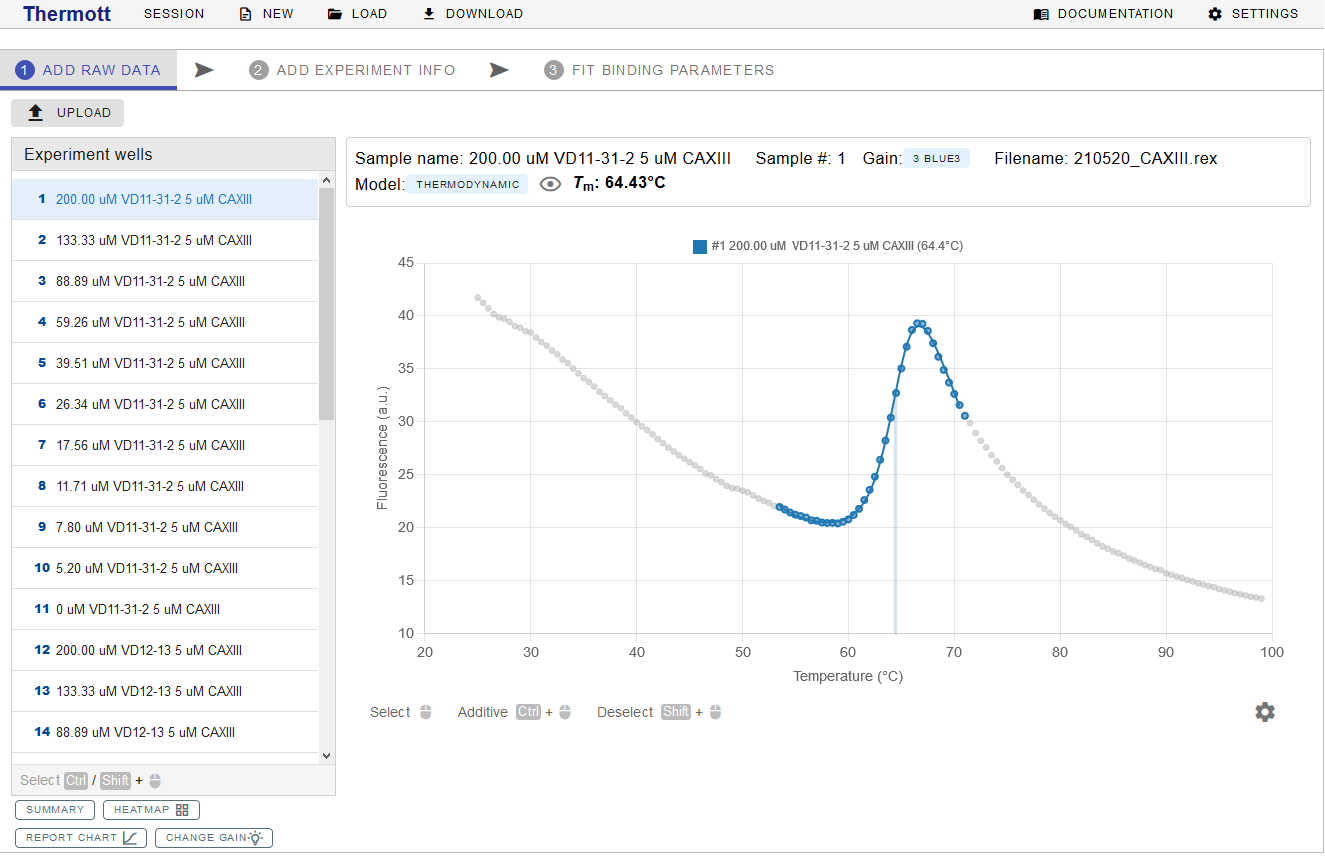 Thermott SESSION NEW LOAD DOWNLOAD DOCUMENTATION SETTINGS
1 ADD RAW DATA 2 ADD EXPERIMENT INFO 3 FIT BINDING PARAMETERS
UPLOAD
Experiment wells
1 200.00 uM VD11-31-2 5 uM CAXIII
2 133.33 uM VD11-31-2 5 uM CAXIII
3 88.89 uM VD11-31-2 5 uM CAXIII
4 59.26 uM VD11-31-2 5 uM CAXIII
5 39.51 uM VD11-31-2 5 uM CAXIII
6 26.34 uM VD11-31-2 5 uM CAXIII
7 17.56 uM VD11-31-2 5 uM CAXIII
8 11.71 uM VD11-31-2 5 uM CAXIII
9 7.80 uM VD11-31-2 5 uM CAXIII
10 5.20 uM VD11-31-2 5 uM CAXIII
11 0 uM VD11-31-2 5 uM CAXIII
12 200.00 uM VD12-13 5 uM CAXIII
13 133.33 uM VD12-13 5 uM CAXIII
14 88.89 uM VD12-13 5 uM CAXIII
Select Ctrl / Shift +
SUMMARY HEATMAP
REPORT CHART CHANGE GAIN
Sample name: 200.00 uM VD11-31-2 5 uM CAXIII Sample #: 1 Gain: 3 BLUE3 Filename: 210520_CAXIII.rex
Model: THERMODYNAMIC Tm: 64.43°C
#1 200.00 uM VD11-31-2 5 uM CAXIII (64.4°C)
Fluorescence (a.u.)
45
40
35
30
25
20
15
10
20 30 40 50 60 70 80 90 100
Temperature (°C)
Select Additive Ctrl + Deselect Shift +